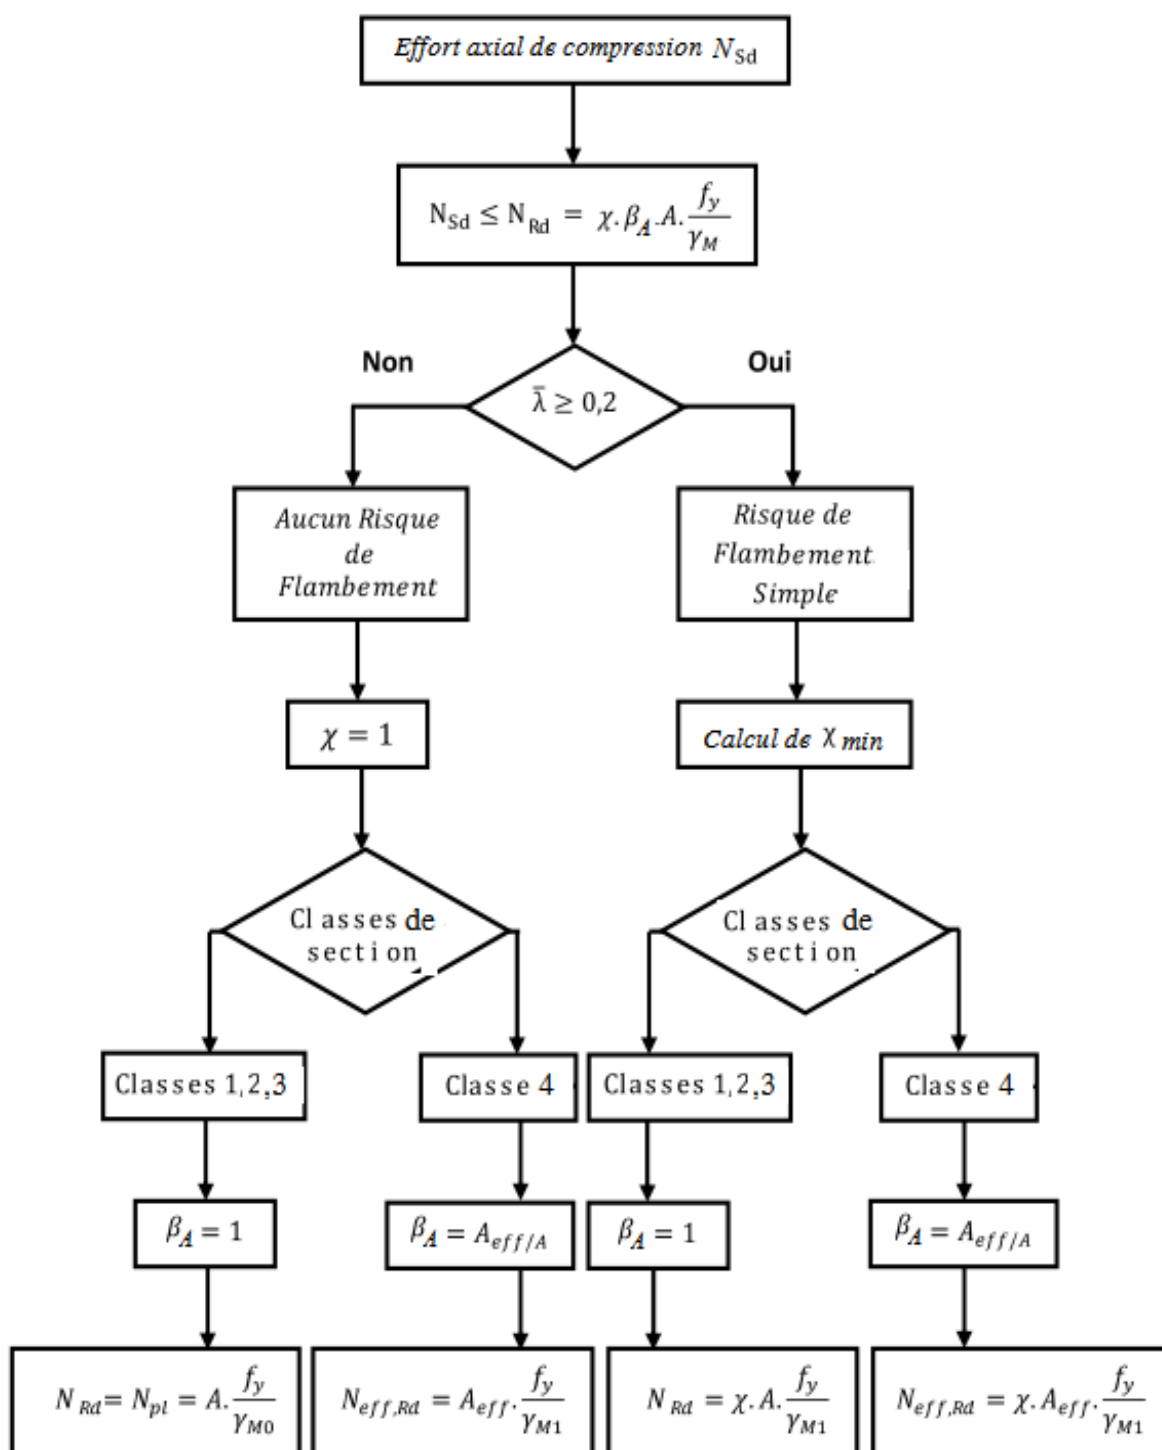 Effort axial de compression N_Sd
N_Sd ≤ N_Rd = χ.β_A.A.f_y/γ_M
Non
Oui
λ̄ ≥ 0,2
Aucun Risque
de
Flambement
Risque de
Flambement
Simple
χ = 1
Calcul de χ_min
Classes de
section
Classes de
section
Classes 1,2,3
Classe 4
Classes 1,2,3
Classe 4
β_A = 1
β_A = A_eff/A
β_A = 1
β_A = A_eff/A
N_Rd = N_pl = A.f_y/γ_M0
N_eff,Rd = A_eff.f_y/γ_M1
N_Rd = χ.A.f_y/γ_M1
N_eff,Rd = χ.A_eff.f_y/γ_M1